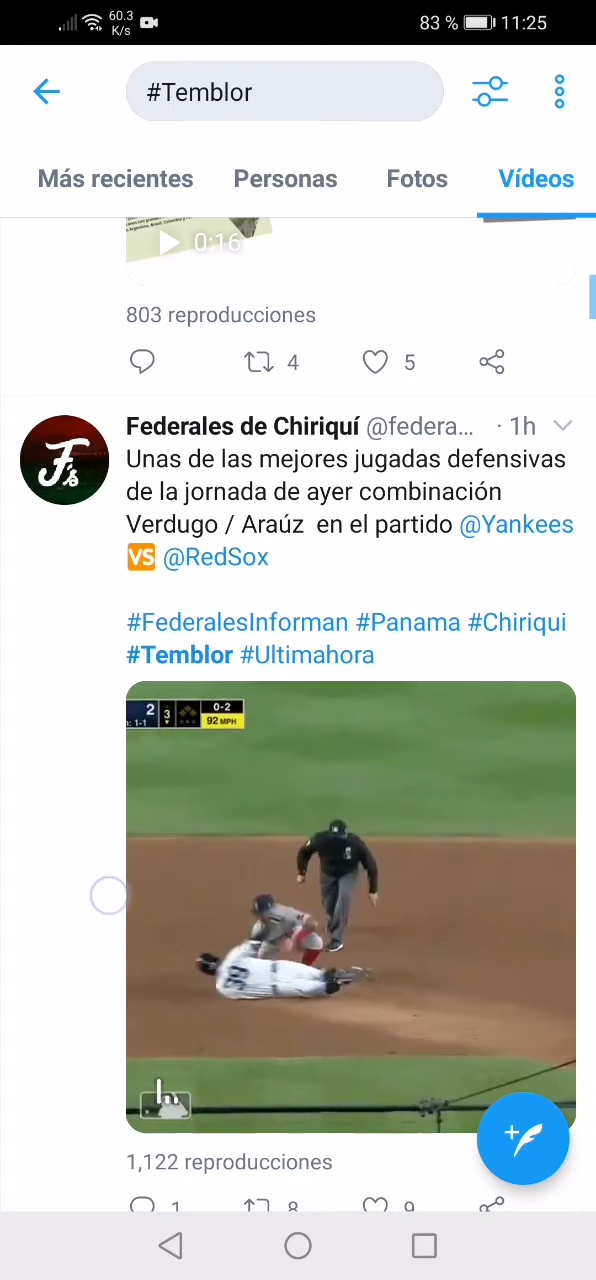 60.3
K/s
83 % 11:25
#Temblor
Más recientes Personas Fotos Vídeos
0:16
803 reproducciones
4 5
Federales de Chiriquí @federa... · 1h
Unas de las mejores jugadas defensivas
de la jornada de ayer combinación
Verdugo / Araúz en el partido @Yankees
VS @RedSox
#FederalesInforman #Panama #Chiriqui
#Temblor #Ultimahora
2 3 0-2
1-1 92 MPH
1,122 reproducciones
1 8 9